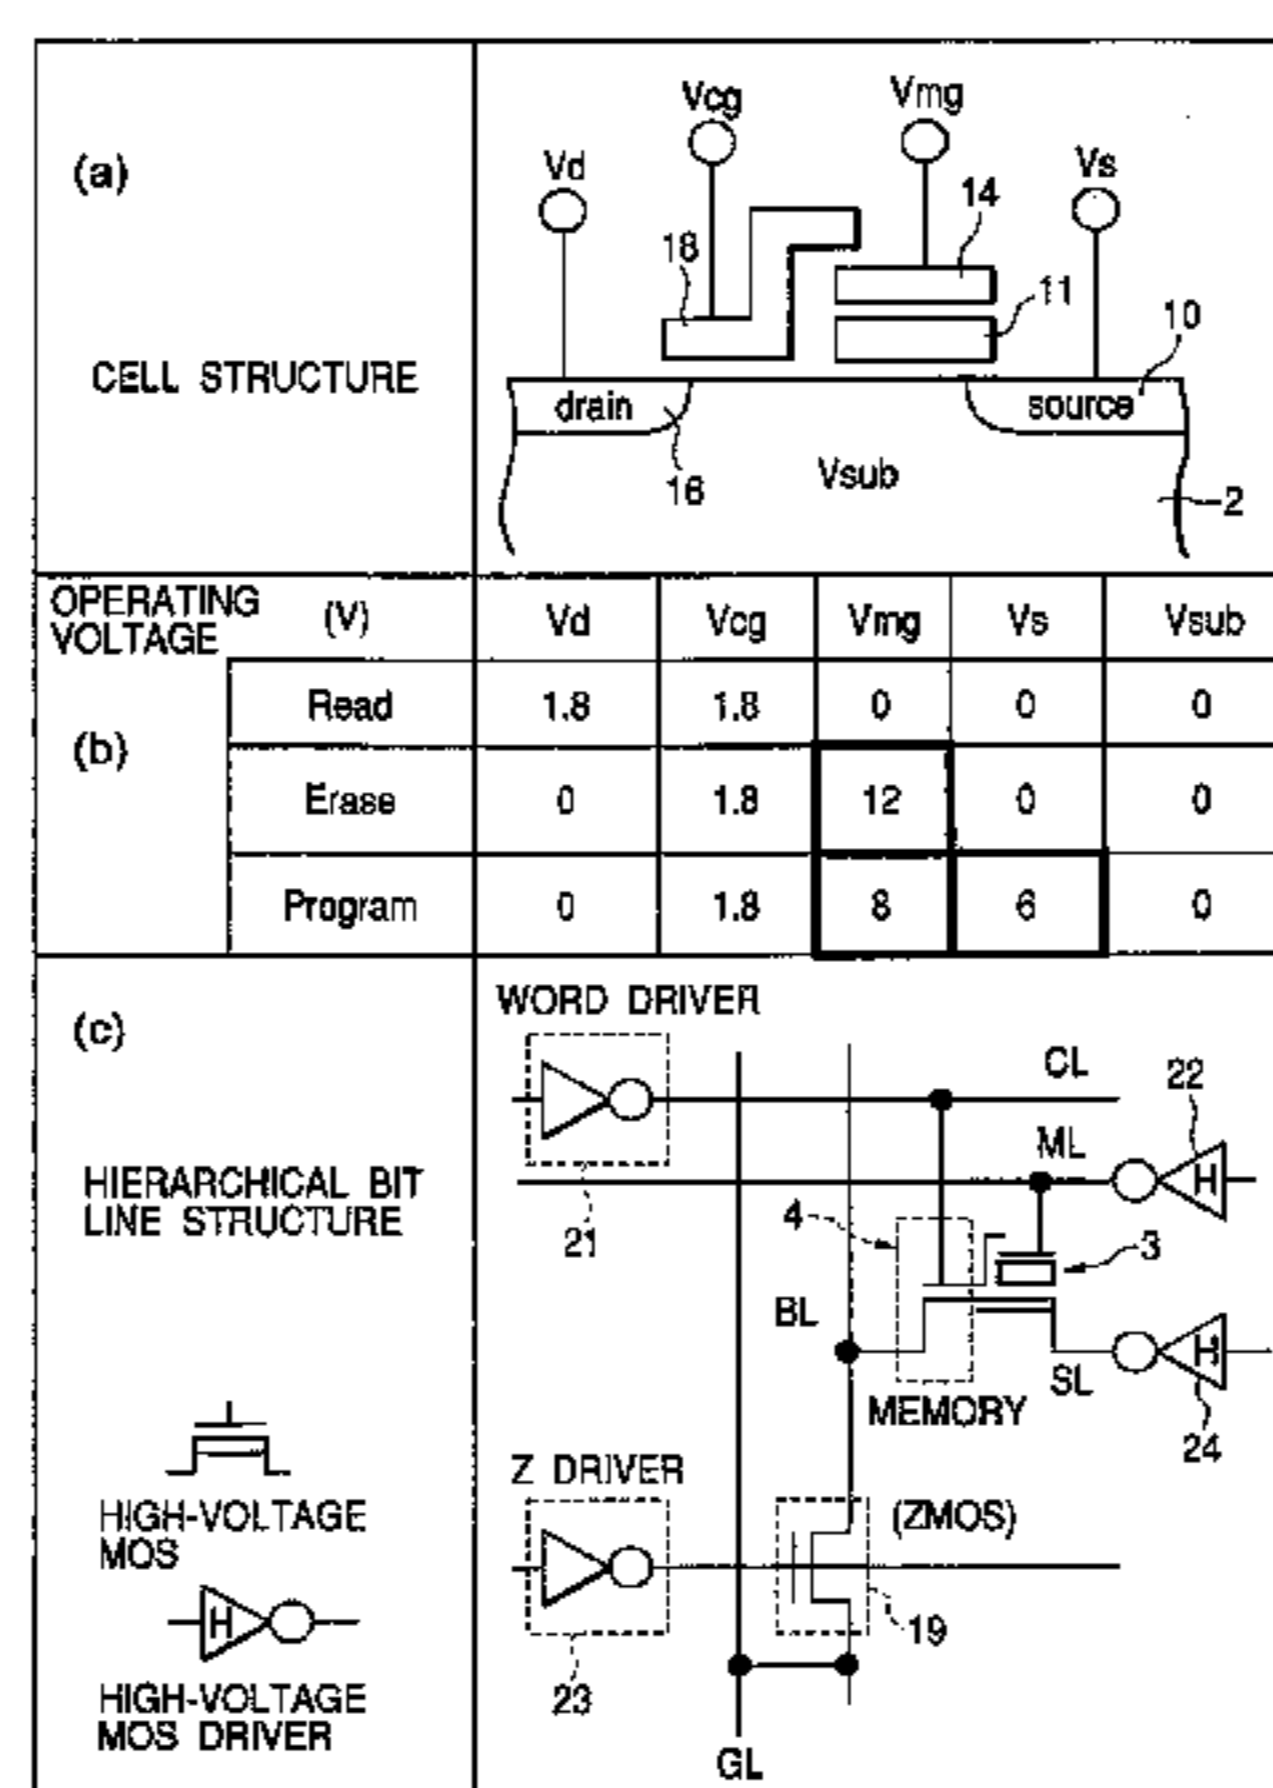 (a)
CELL STRUCTURE
Vd
Vcg
Vmg
Vs
18
14
11
10
drain
source
16
Vsub
2
OPERATING VOLTAGE (V) Vd Vcg Vmg Vs Vsub
(b)
Read 1.8 1.8 0 0 0
Erase 0 1.8 12 0 0
Program 0 1.8 8 6 0
(c)
HIERARCHICAL BIT
LINE STRUCTURE
HIGH-VOLTAGE
MOS
H
HIGH-VOLTAGE
MOS DRIVER
WORD DRIVER
21
CL
22
ML
H
4
3
BL
H
SL
MEMORY
24
Z DRIVER
(ZMOS)
19
23
GL